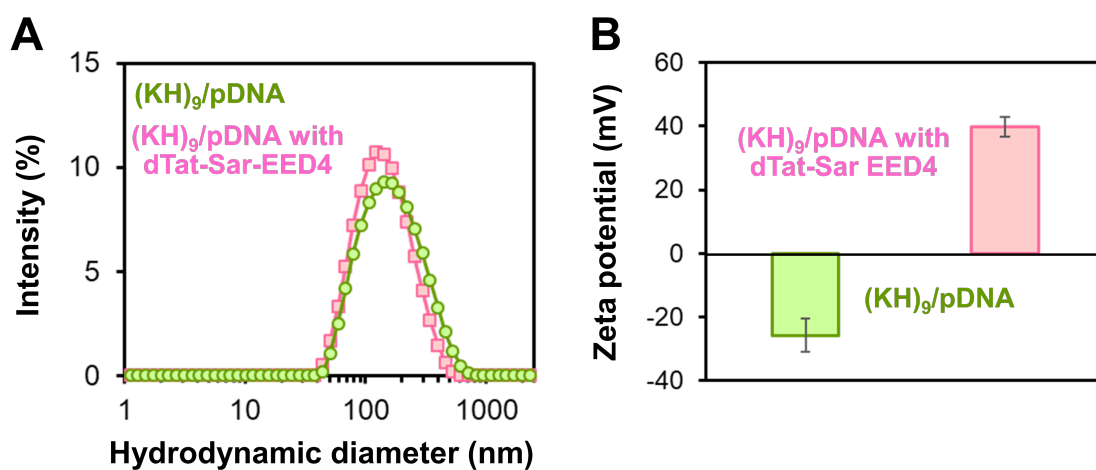 A
15
10
5
0
Intensity (%)
(KH)₉/pDNA
(KH)₉/pDNA with
dTat-Sar-EED4
1
10
100
1000
Hydrodynamic diameter (nm)
B
60
40
20
0
-20
-40
Zeta potential (mV)
(KH)₉/pDNA with
dTat-Sar EED4
(KH)₉/pDNA